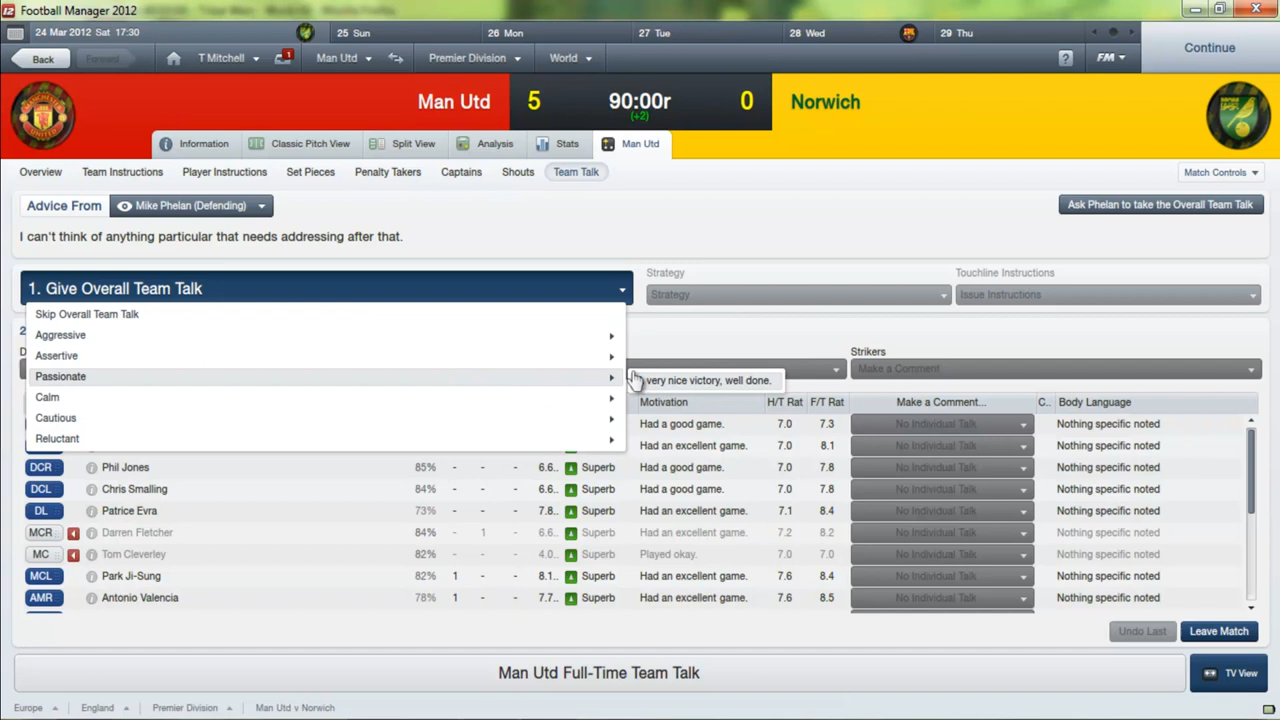 Football Manager 2012
24 Mar 2012 Sat 17:30 25 Sun 26 Mon 27 Tue 28 Wed 29 Thu
Continue
Back Forward T Mitchell 1 Man Utd Premier Division World ? FM
Man Utd 5 90:00r 0 Norwich
(+2)
Information Classic Pitch View Split View Analysis Stats Man Utd
Overview Team Instructions Player Instructions Set Pieces Penalty Takers Captains Shouts Team Talk Match Controls
Advice From Mike Phelan (Defending) Ask Phelan to take the Overall Team Talk
I can't think of anything particular that needs addressing after that.
Strategy Touchline Instructions
1. Give Overall Team Talk
Strategy Issue Instructions
Skip Overall Team Talk
Aggressive
Assertive
Strikers
Make a Comment
Passionate
very nice victory, well done.
Calm
Cautious
Reluctant
Motivation H/T Rat F/T Rat Make a Comment... C.. Body Language
Had a good game. 7.0 7.3 No Individual Talk Nothing specific noted
Had an excellent game. 7.0 8.1 No Individual Talk Nothing specific noted
DCR Phil Jones 85% - - - 6.6.. Superb Had a good game. 7.0 7.8 No Individual Talk Nothing specific noted
DCL Chris Smalling 84% - - - 6.6.. Superb Had a good game. 7.0 7.8 No Individual Talk Nothing specific noted
DL Patrice Evra 73% - - - 7.8.. Superb Had an excellent game. 7.1 8.4 No Individual Talk Nothing specific noted
MCR Darren Fletcher 84% - 1 - 6.6.. Superb Had an excellent game. 7.2 8.2 No Individual Talk Nothing specific noted
MC Tom Cleverley 82% - - - 4.0.. Superb Played okay. 7.0 7.0 No Individual Talk Nothing specific noted
MCL Park Ji-Sung 82% 1 - - 8.1.. Superb Had an excellent game. 7.6 8.4 No Individual Talk Nothing specific noted
AMR Antonio Valencia 78% 1 - - 7.7.. Superb Had an excellent game. 7.6 8.5 No Individual Talk Nothing specific noted
Undo Last Leave Match
Man Utd Full-Time Team Talk TV View
Europe England Premier Division Man Utd v Norwich